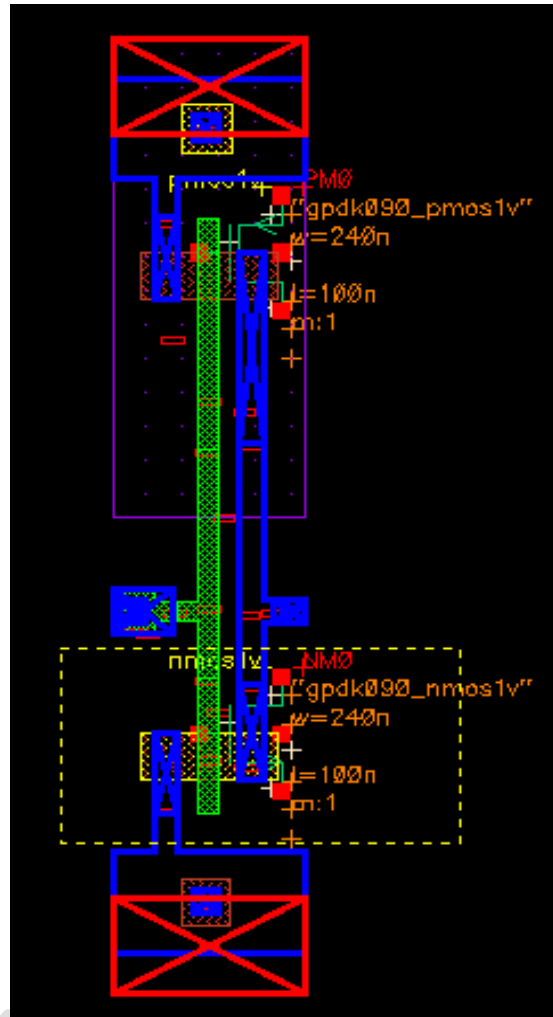 pmos1v
PM0
"gpdk090_pmos1v"
w=240n
l=100n
m:1
nmos1v
NM0
"gpdk090_nmos1v"
w=240n
l=100n
m:1